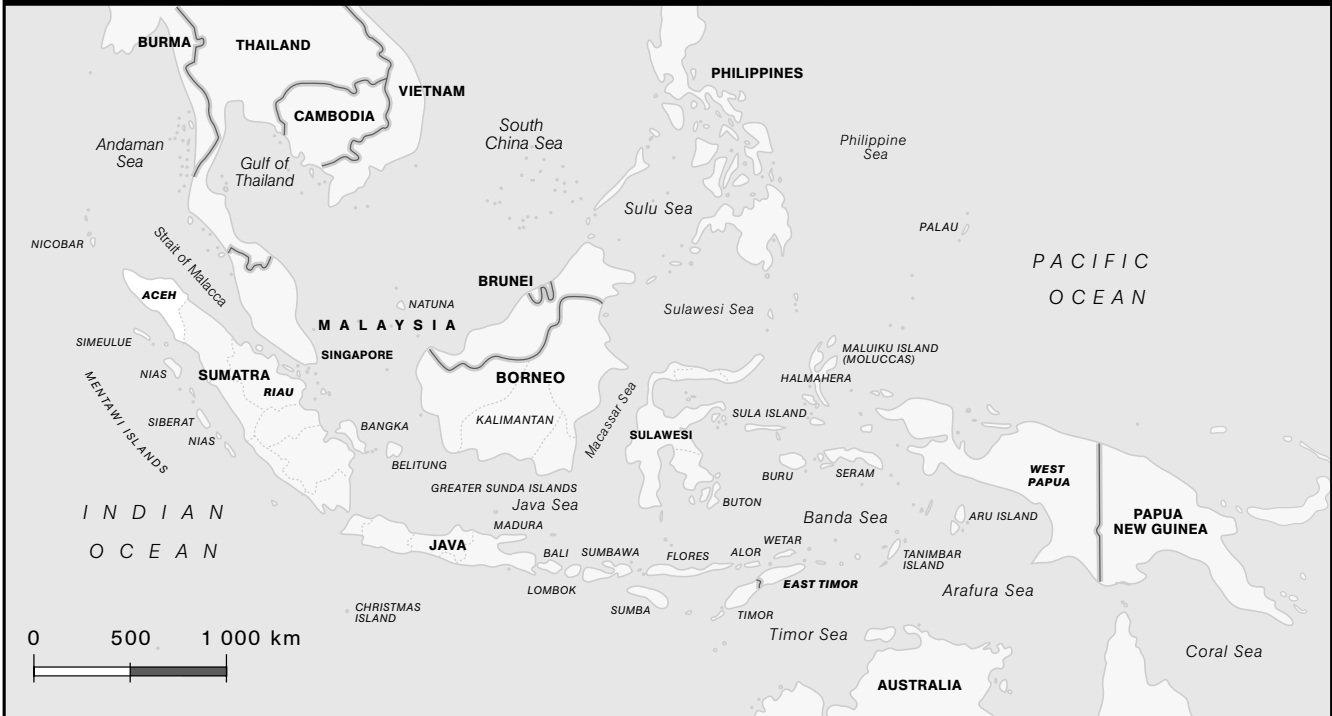 BURMA
THAILAND
PHILIPPINES
VIETNAM
CAMBODIA
South
China Sea
Andaman
Sea
Gulf of
Thailand
Philippine
Sea
Sulu Sea
PALAU
NICOBAR
Strait of Malacca
PACIFIC
OCEAN
BRUNEI
ACEH
NATUNA
Sulawesi Sea
MALAYSIA
SIMEULUE
SINGAPORE
MALUIKU ISLAND
(MOLUCCAS)
NIAS
SUMATRA
BORNEO
HALMAHERA
RIAU
MENTAWI ISLANDS
Macassar Sea
SIBERAT
KALIMANTAN
SULA ISLAND
BANGKA
SULAWESI
NIAS
BELITUNG
BURU
SERAM
WEST
PAPUA
GREATER SUNDA ISLANDS
Java Sea
BUTON
INDIAN
OCEAN
Banda Sea
ARU ISLAND
PAPUA
NEW GUINEA
MADURA
JAVA
BALI
SUMBAWA
FLORES
ALOR
WETAR
TANIMBAR
ISLAND
LOMBOK
EAST TIMOR
Arafura Sea
CHRISTMAS
ISLAND
SUMBA
TIMOR
Timor Sea
0 500 1 000 km
Coral Sea
AUSTRALIA